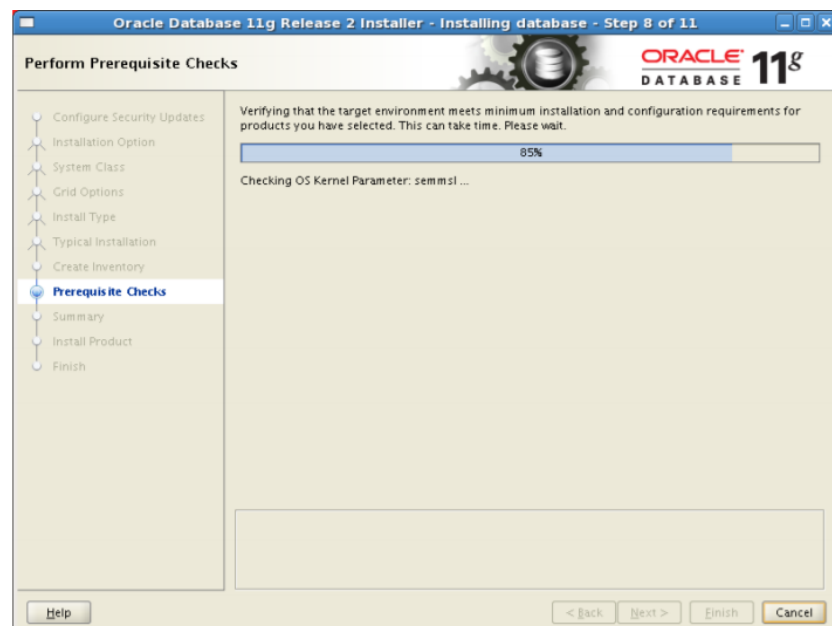 Oracle Database 11g Release 2 Installer - Installing database - Step 8 of 11
Perform Prerequisite Checks
ORACLE
DATABASE
11g
Configure Security Updates
Installation Option
System Class
Grid Options
Install Type
Typical Installation
Create Inventory
Prerequisite Checks
Summary
Install Product
Finish
Verifying that the target environment meets minimum installation and configuration requirements for
products you have selected. This can take time. Please wait.
85%
Checking OS Kernel Parameter: semmsl ...
Help
< Back
Next >
Finish
Cancel